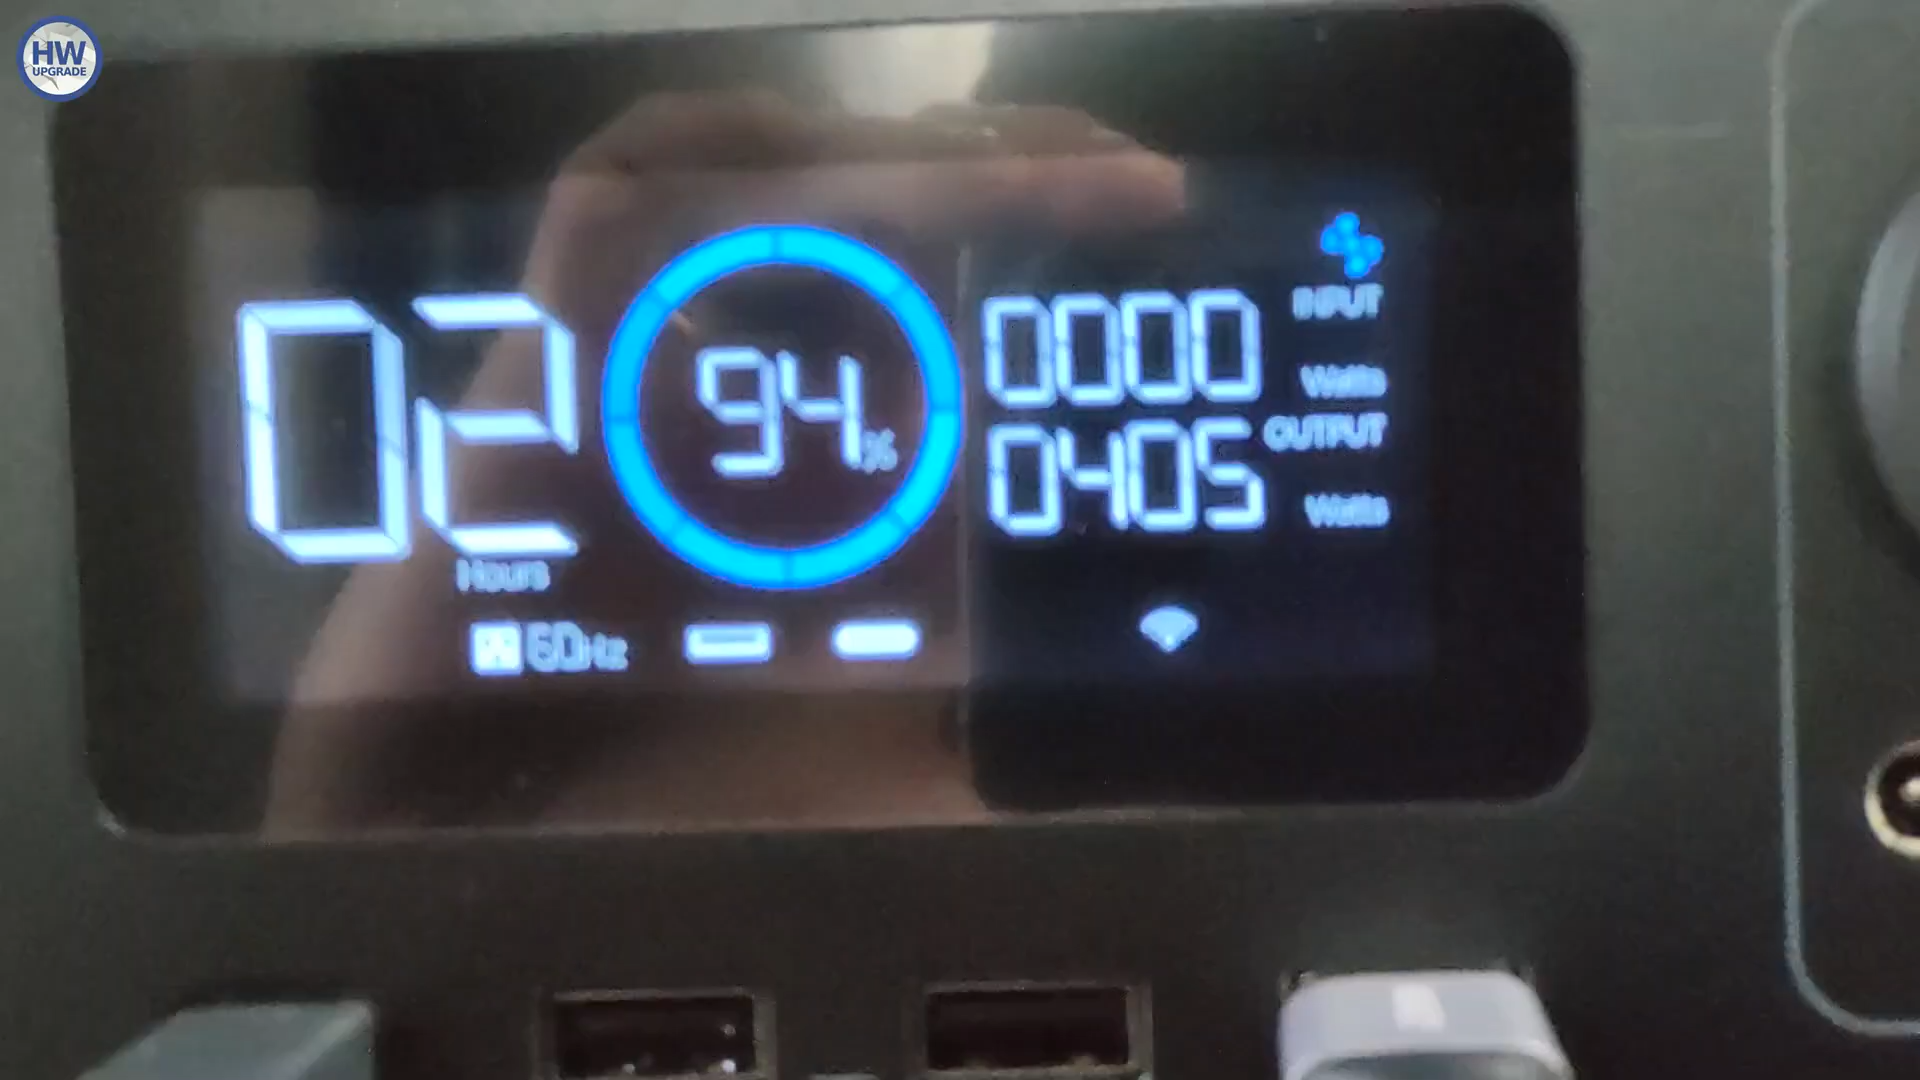 HW
UPGRADE
02
Hours
94%
0000
INPUT
Watts
0405
OUTPUT
Watts
60Hz